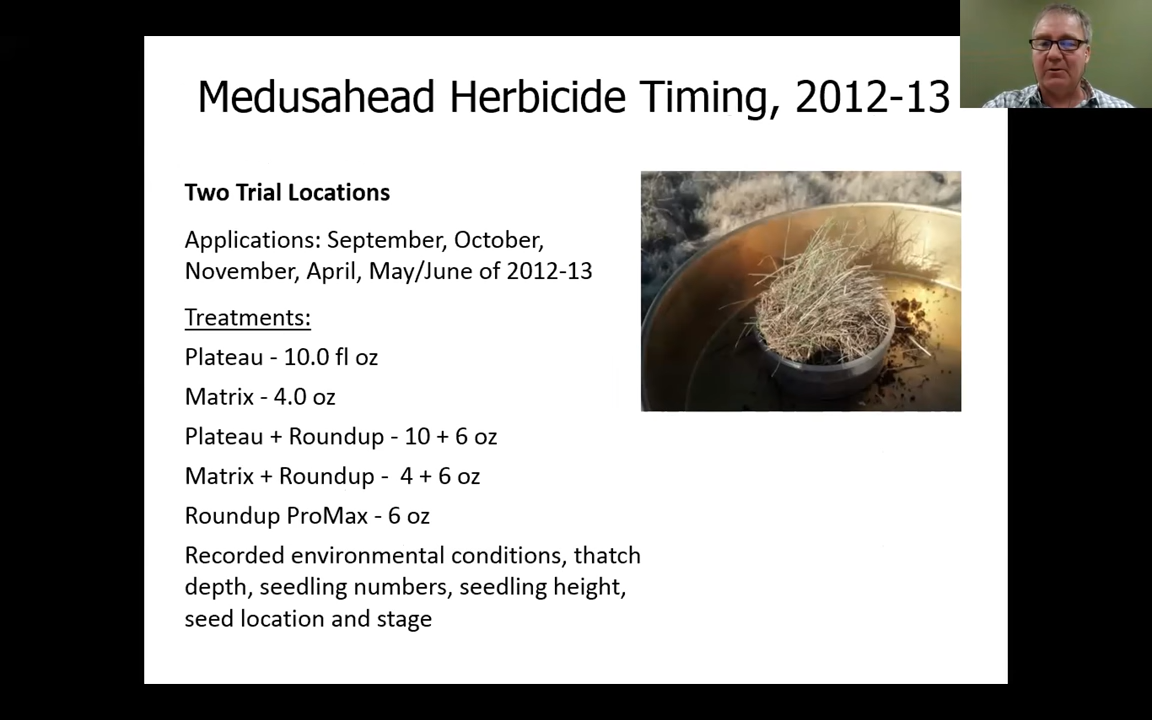 Medusahead Herbicide Timing, 2012-13
Two Trial Locations
Applications: September, October,
November, April, May/June of 2012-13
Treatments:
Plateau - 10.0 fl oz
Matrix - 4.0 oz
Plateau + Roundup - 10 + 6 oz
Matrix + Roundup -  4 + 6 oz
Roundup ProMax - 6 oz
Recorded environmental conditions, thatch
depth, seedling numbers, seedling height,
seed location and stage